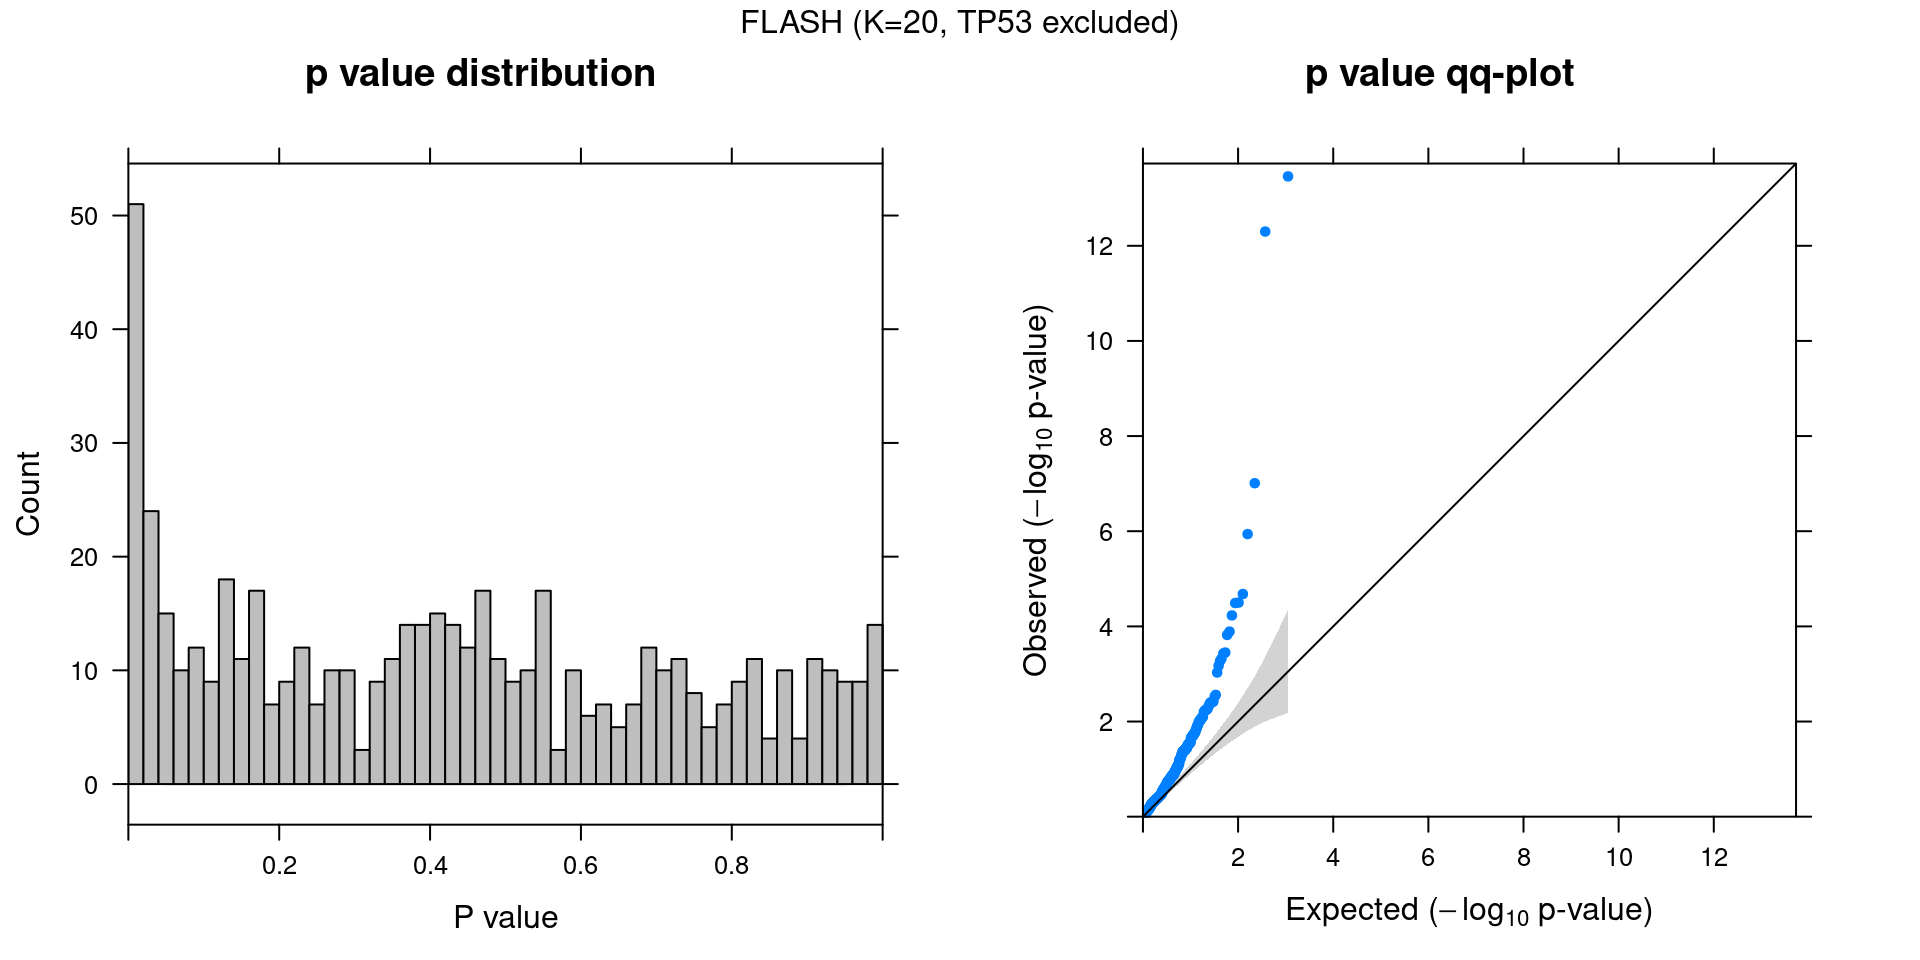 FLASH (K=20, TP53 excluded)
p value distribution
50
40
30
20
10
0
Count
0.2 0.4 0.6 0.8
P value
p value qq-plot
12
10
8
6
4
2
Observed (−log10 p-value)
2 4 6 8 10 12
Expected (−log10 p-value)